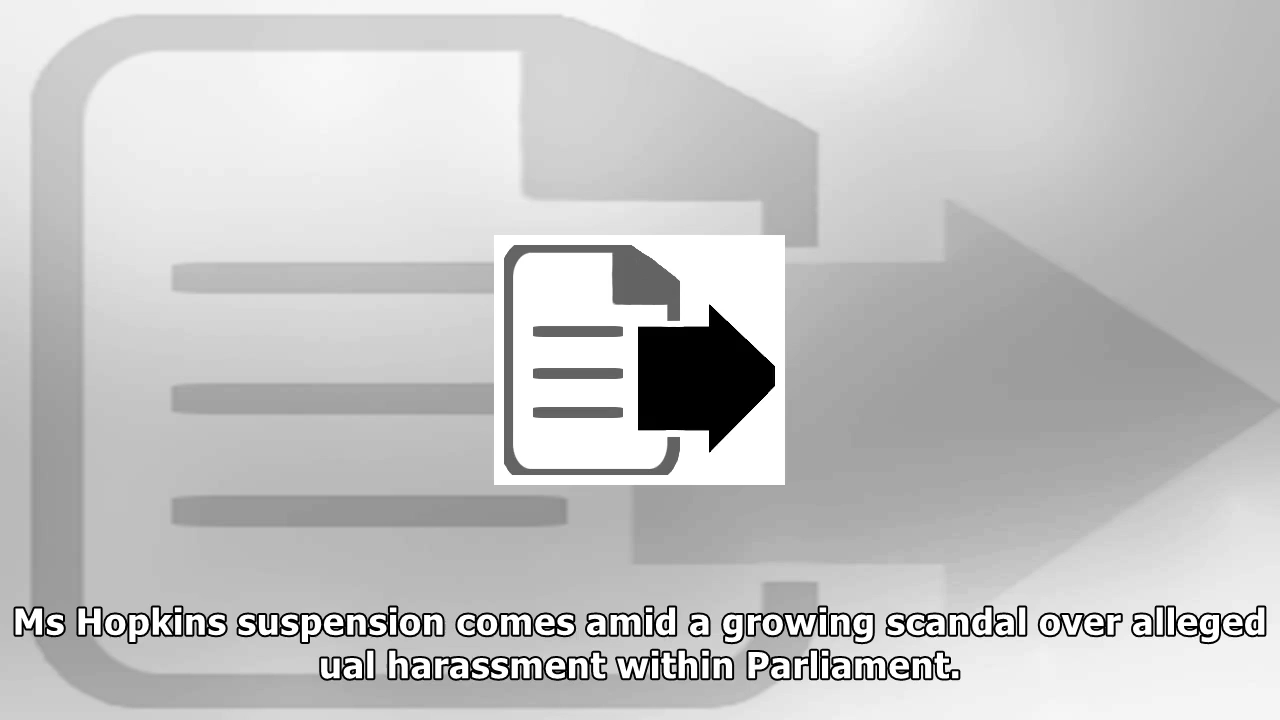 Ms Hopkins suspension comes amid a growing scandal over alleged
ual harassment within Parliament.